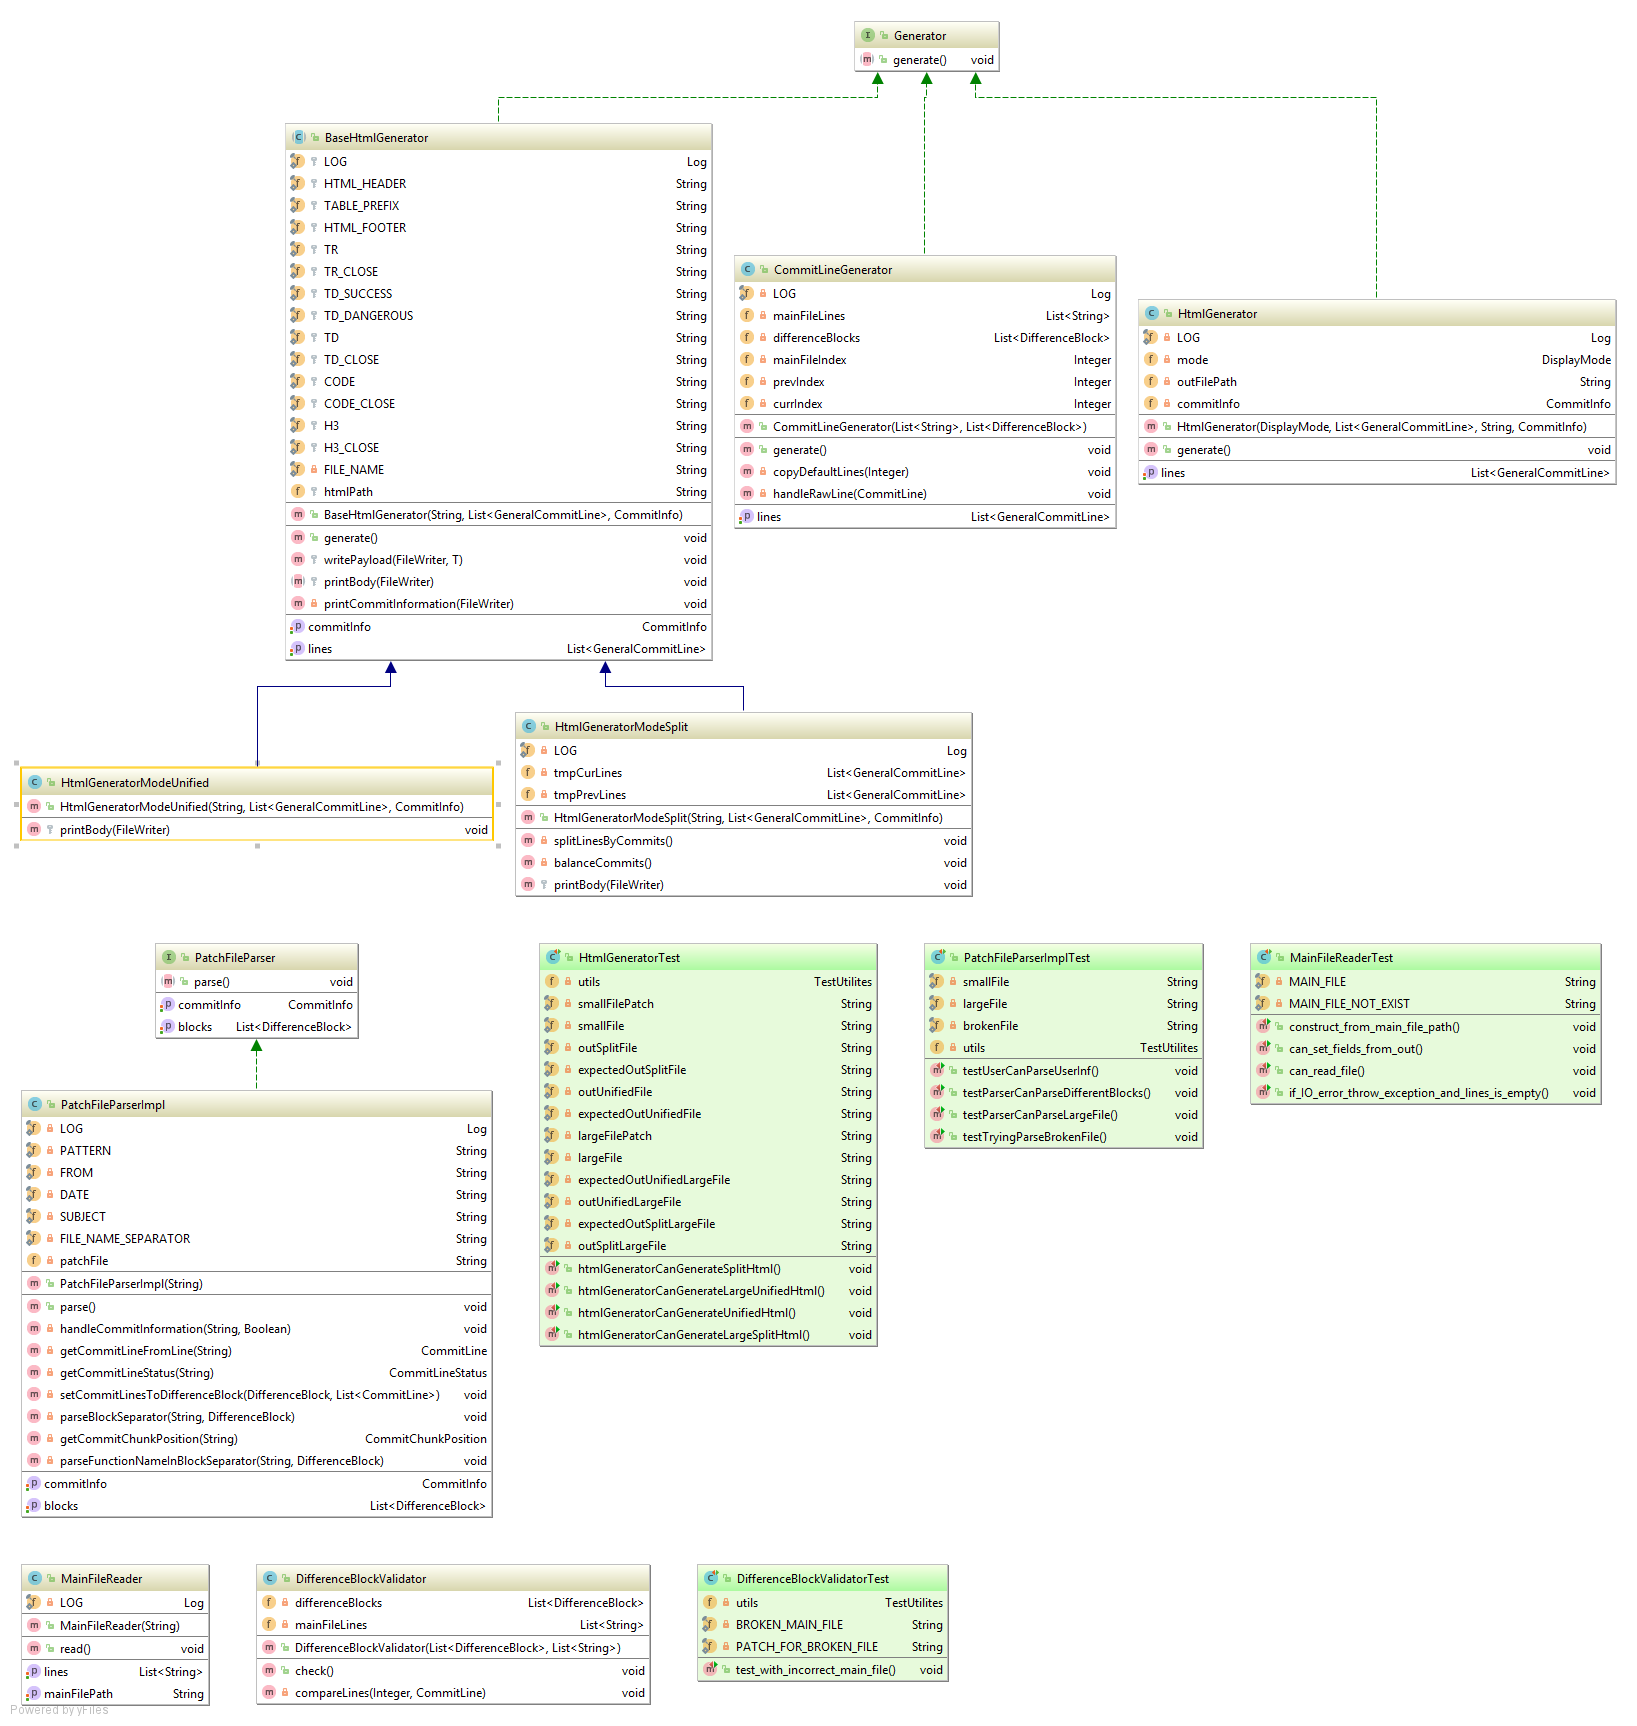 Generator
generate() void
BaseHtmlGenerator
LOG Log
HTML_HEADER String
TABLE_PREFIX String
HTML_FOOTER String
TR String
TR_CLOSE String
TD_SUCCESS String
TD_DANGEROUS String
TD String
TD_CLOSE String
CODE String
CODE_CLOSE String
H3 String
H3_CLOSE String
FILE_NAME String
htmlPath String
BaseHtmlGenerator(String, List<GeneralCommitLine>, CommitInfo)
generate() void
writePayload(FileWriter, T) void
printBody(FileWriter) void
printCommitInformation(FileWriter) void
commitInfo CommitInfo
lines List<GeneralCommitLine>
CommitLineGenerator
LOG Log
mainFileLines List<String>
differenceBlocks List<DifferenceBlock>
mainFileIndex Integer
prevIndex Integer
currIndex Integer
CommitLineGenerator(List<String>, List<DifferenceBlock>)
generate() void
copyDefaultLines(Integer) void
handleRawLine(CommitLine) void
lines List<GeneralCommitLine>
HtmlGenerator
LOG Log
mode DisplayMode
outFilePath String
commitInfo CommitInfo
HtmlGenerator(DisplayMode, List<GeneralCommitLine>, String, CommitInfo)
generate() void
lines List<GeneralCommitLine>
HtmlGeneratorModeUnified
HtmlGeneratorModeUnified(String, List<GeneralCommitLine>, CommitInfo)
printBody(FileWriter) void
HtmlGeneratorModeSplit
LOG Log
tmpCurLines List<GeneralCommitLine>
tmpPrevLines List<GeneralCommitLine>
HtmlGeneratorModeSplit(String, List<GeneralCommitLine>, CommitInfo)
splitLinesByCommits() void
balanceCommits() void
printBody(FileWriter) void
PatchFileParser
parse() void
commitInfo CommitInfo
blocks List<DifferenceBlock>
PatchFileParserImpl
LOG Log
PATTERN String
FROM String
DATE String
SUBJECT String
FILE_NAME_SEPARATOR String
patchFile String
PatchFileParserImpl(String)
parse() void
handleCommitInformation(String, Boolean) void
getCommitLineFromLine(String) CommitLine
getCommitLineStatus(String) CommitLineStatus
setCommitLinesToDifferenceBlock(DifferenceBlock, List<CommitLine>) void
parseBlockSeparator(String, DifferenceBlock) void
getCommitChunkPosition(String) CommitChunkPosition
parseFunctionNameInBlockSeparator(String, DifferenceBlock) void
commitInfo CommitInfo
blocks List<DifferenceBlock>
HtmlGeneratorTest
utils TestUtilites
smallFilePatch String
smallFile String
outSplitFile String
expectedOutSplitFile String
outUnifiedFile String
expectedOutUnifiedFile String
largeFilePatch String
largeFile String
expectedOutUnifiedLargeFile String
outUnifiedLargeFile String
expectedOutSplitLargeFile String
outSplitLargeFile String
htmlGeneratorCanGenerateSplitHtml() void
htmlGeneratorCanGenerateLargeUnifiedHtml() void
htmlGeneratorCanGenerateUnifiedHtml() void
htmlGeneratorCanGenerateLargeSplitHtml() void
PatchFileParserImplTest
smallFile String
largeFile String
brokenFile String
utils TestUtilites
testUserCanParseUserInf() void
testParserCanParseDifferentBlocks() void
testParserCanParseLargeFile() void
testTryingParseBrokenFile() void
MainFileReaderTest
MAIN_FILE String
MAIN_FILE_NOT_EXIST String
construct_from_main_file_path() void
can_set_fields_from_out() void
can_read_file() void
if_IO_error_throw_exception_and_lines_is_empty() void
MainFileReader
LOG Log
MainFileReader(String)
read() void
lines List<String>
mainFilePath String
DifferenceBlockValidator
differenceBlocks List<DifferenceBlock>
mainFileLines List<String>
DifferenceBlockValidator(List<DifferenceBlock>, List<String>)
check() void
compareLines(Integer, CommitLine) void
DifferenceBlockValidatorTest
utils TestUtilites
BROKEN_MAIN_FILE String
PATCH_FOR_BROKEN_FILE String
test_with_incorrect_main_file() void
Powered by yFiles